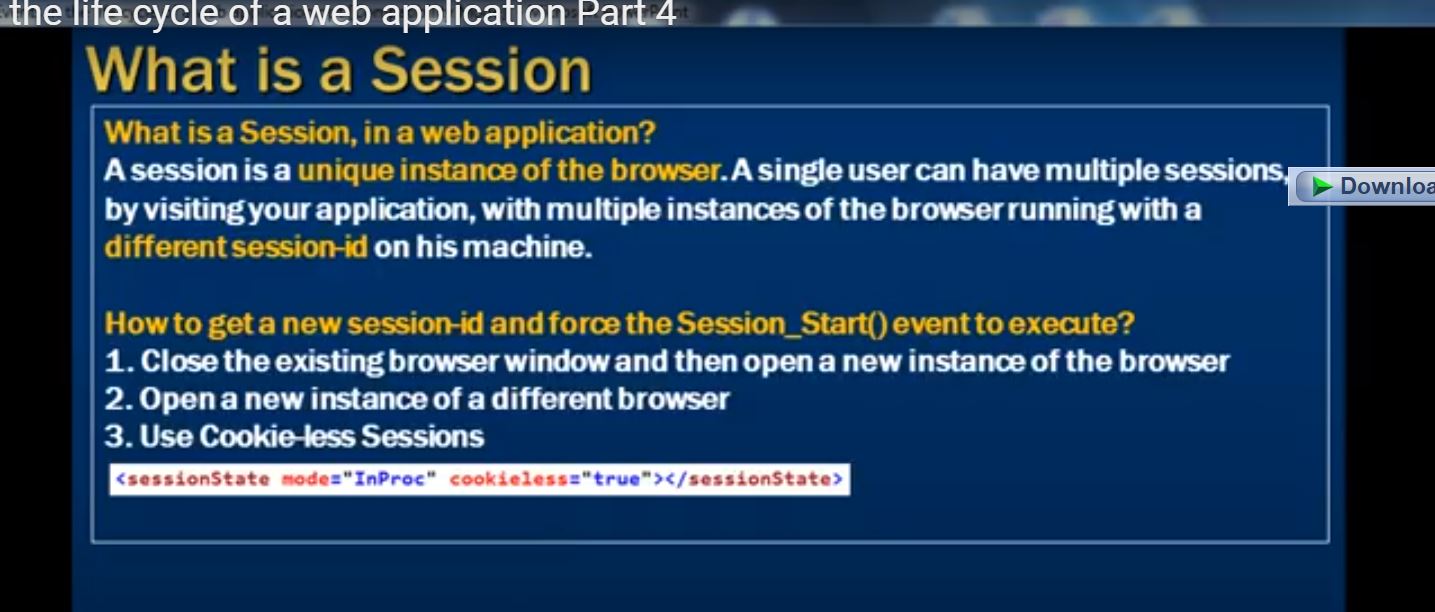 the life cycle of a web application Part 4
What is a Session
What is a Session, in a web application?
A session is a unique instance of the browser. A single user can have multiple sessions,
by visiting your application, with multiple instances of the browser running with a
different session-id on his machine.
How to get a new session-id and force the Session_Start() event to execute?
1. Close the existing browser window and then open a new instance of the browser
2. Open a new instance of a different browser
3. Use Cookie-less Sessions
<sessionState mode="InProc" cookieless="true"></sessionState>